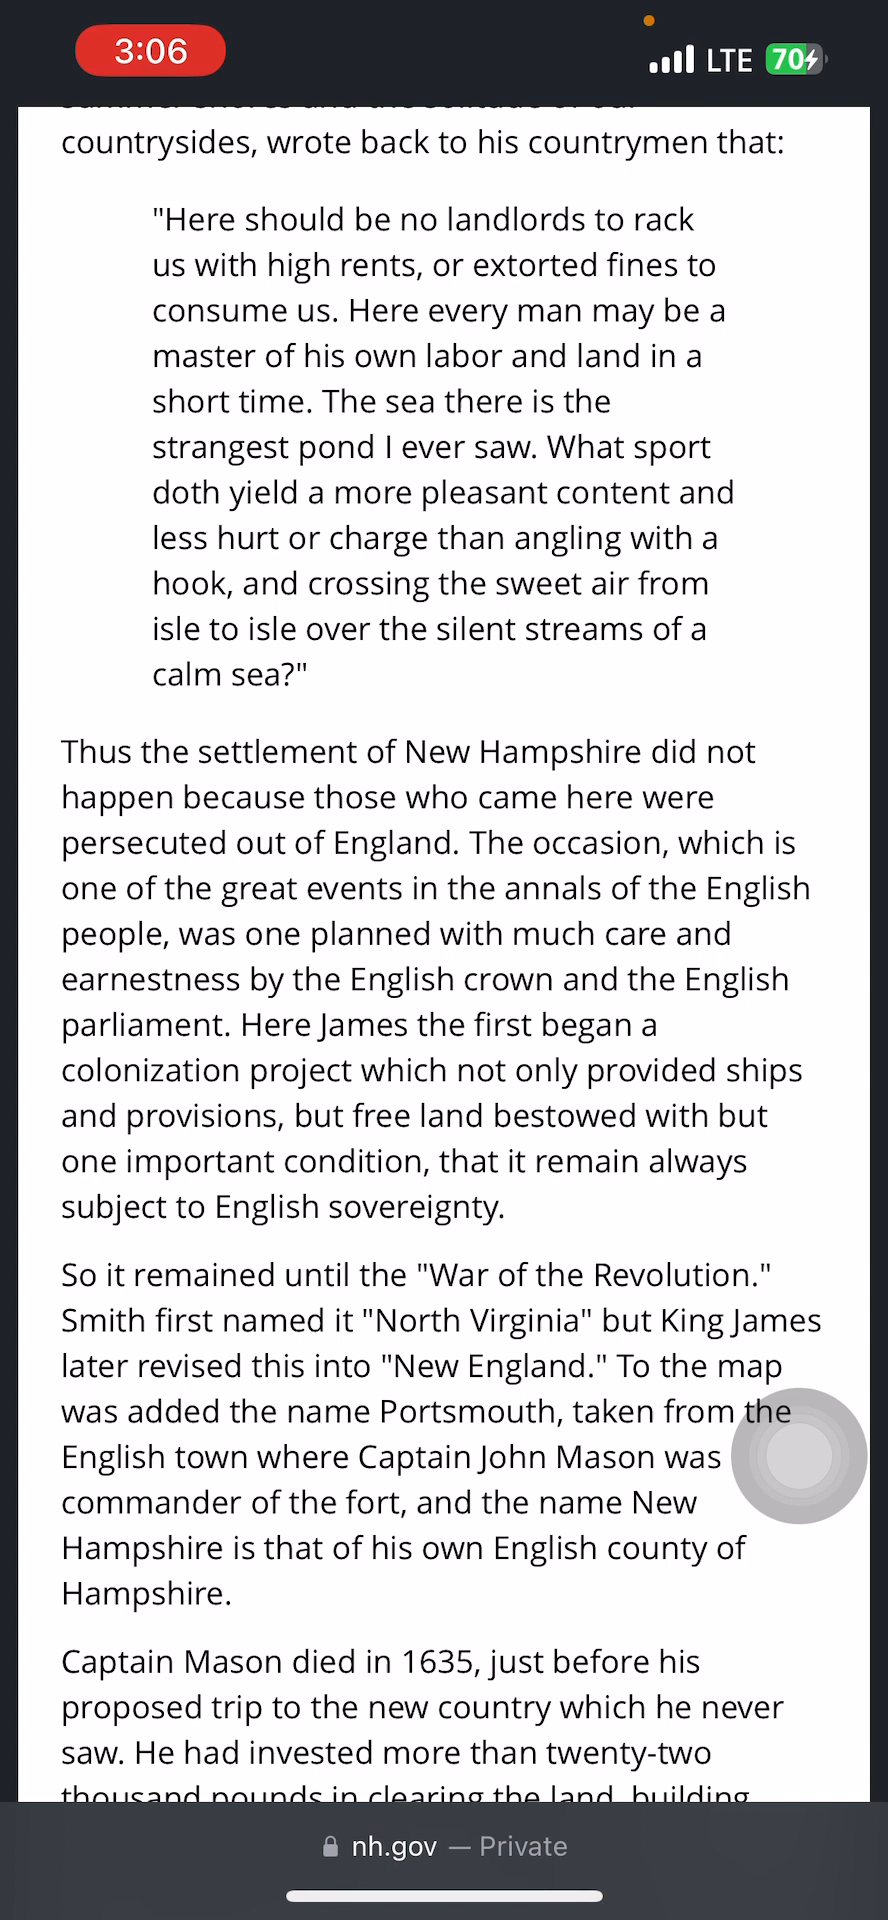 3:06
LTE 70
countrysides, wrote back to his countrymen that:
"Here should be no landlords to rack
us with high rents, or extorted fines to
consume us. Here every man may be a
master of his own labor and land in a
short time. The sea there is the
strangest pond I ever saw. What sport
doth yield a more pleasant content and
less hurt or charge than angling with a
hook, and crossing the sweet air from
isle to isle over the silent streams of a
calm sea?"
Thus the settlement of New Hampshire did not
happen because those who came here were
persecuted out of England. The occasion, which is
one of the great events in the annals of the English
people, was one planned with much care and
earnestness by the English crown and the English
parliament. Here James the first began a
colonization project which not only provided ships
and provisions, but free land bestowed with but
one important condition, that it remain always
subject to English sovereignty.
So it remained until the "War of the Revolution."
Smith first named it "North Virginia" but King James
later revised this into "New England." To the map
was added the name Portsmouth, taken from the
English town where Captain John Mason was
commander of the fort, and the name New
Hampshire is that of his own English county of
Hampshire.
Captain Mason died in 1635, just before his
proposed trip to the new country which he never
saw. He had invested more than twenty-two
thousand pounds in clearing the land, building
nh.gov — Private